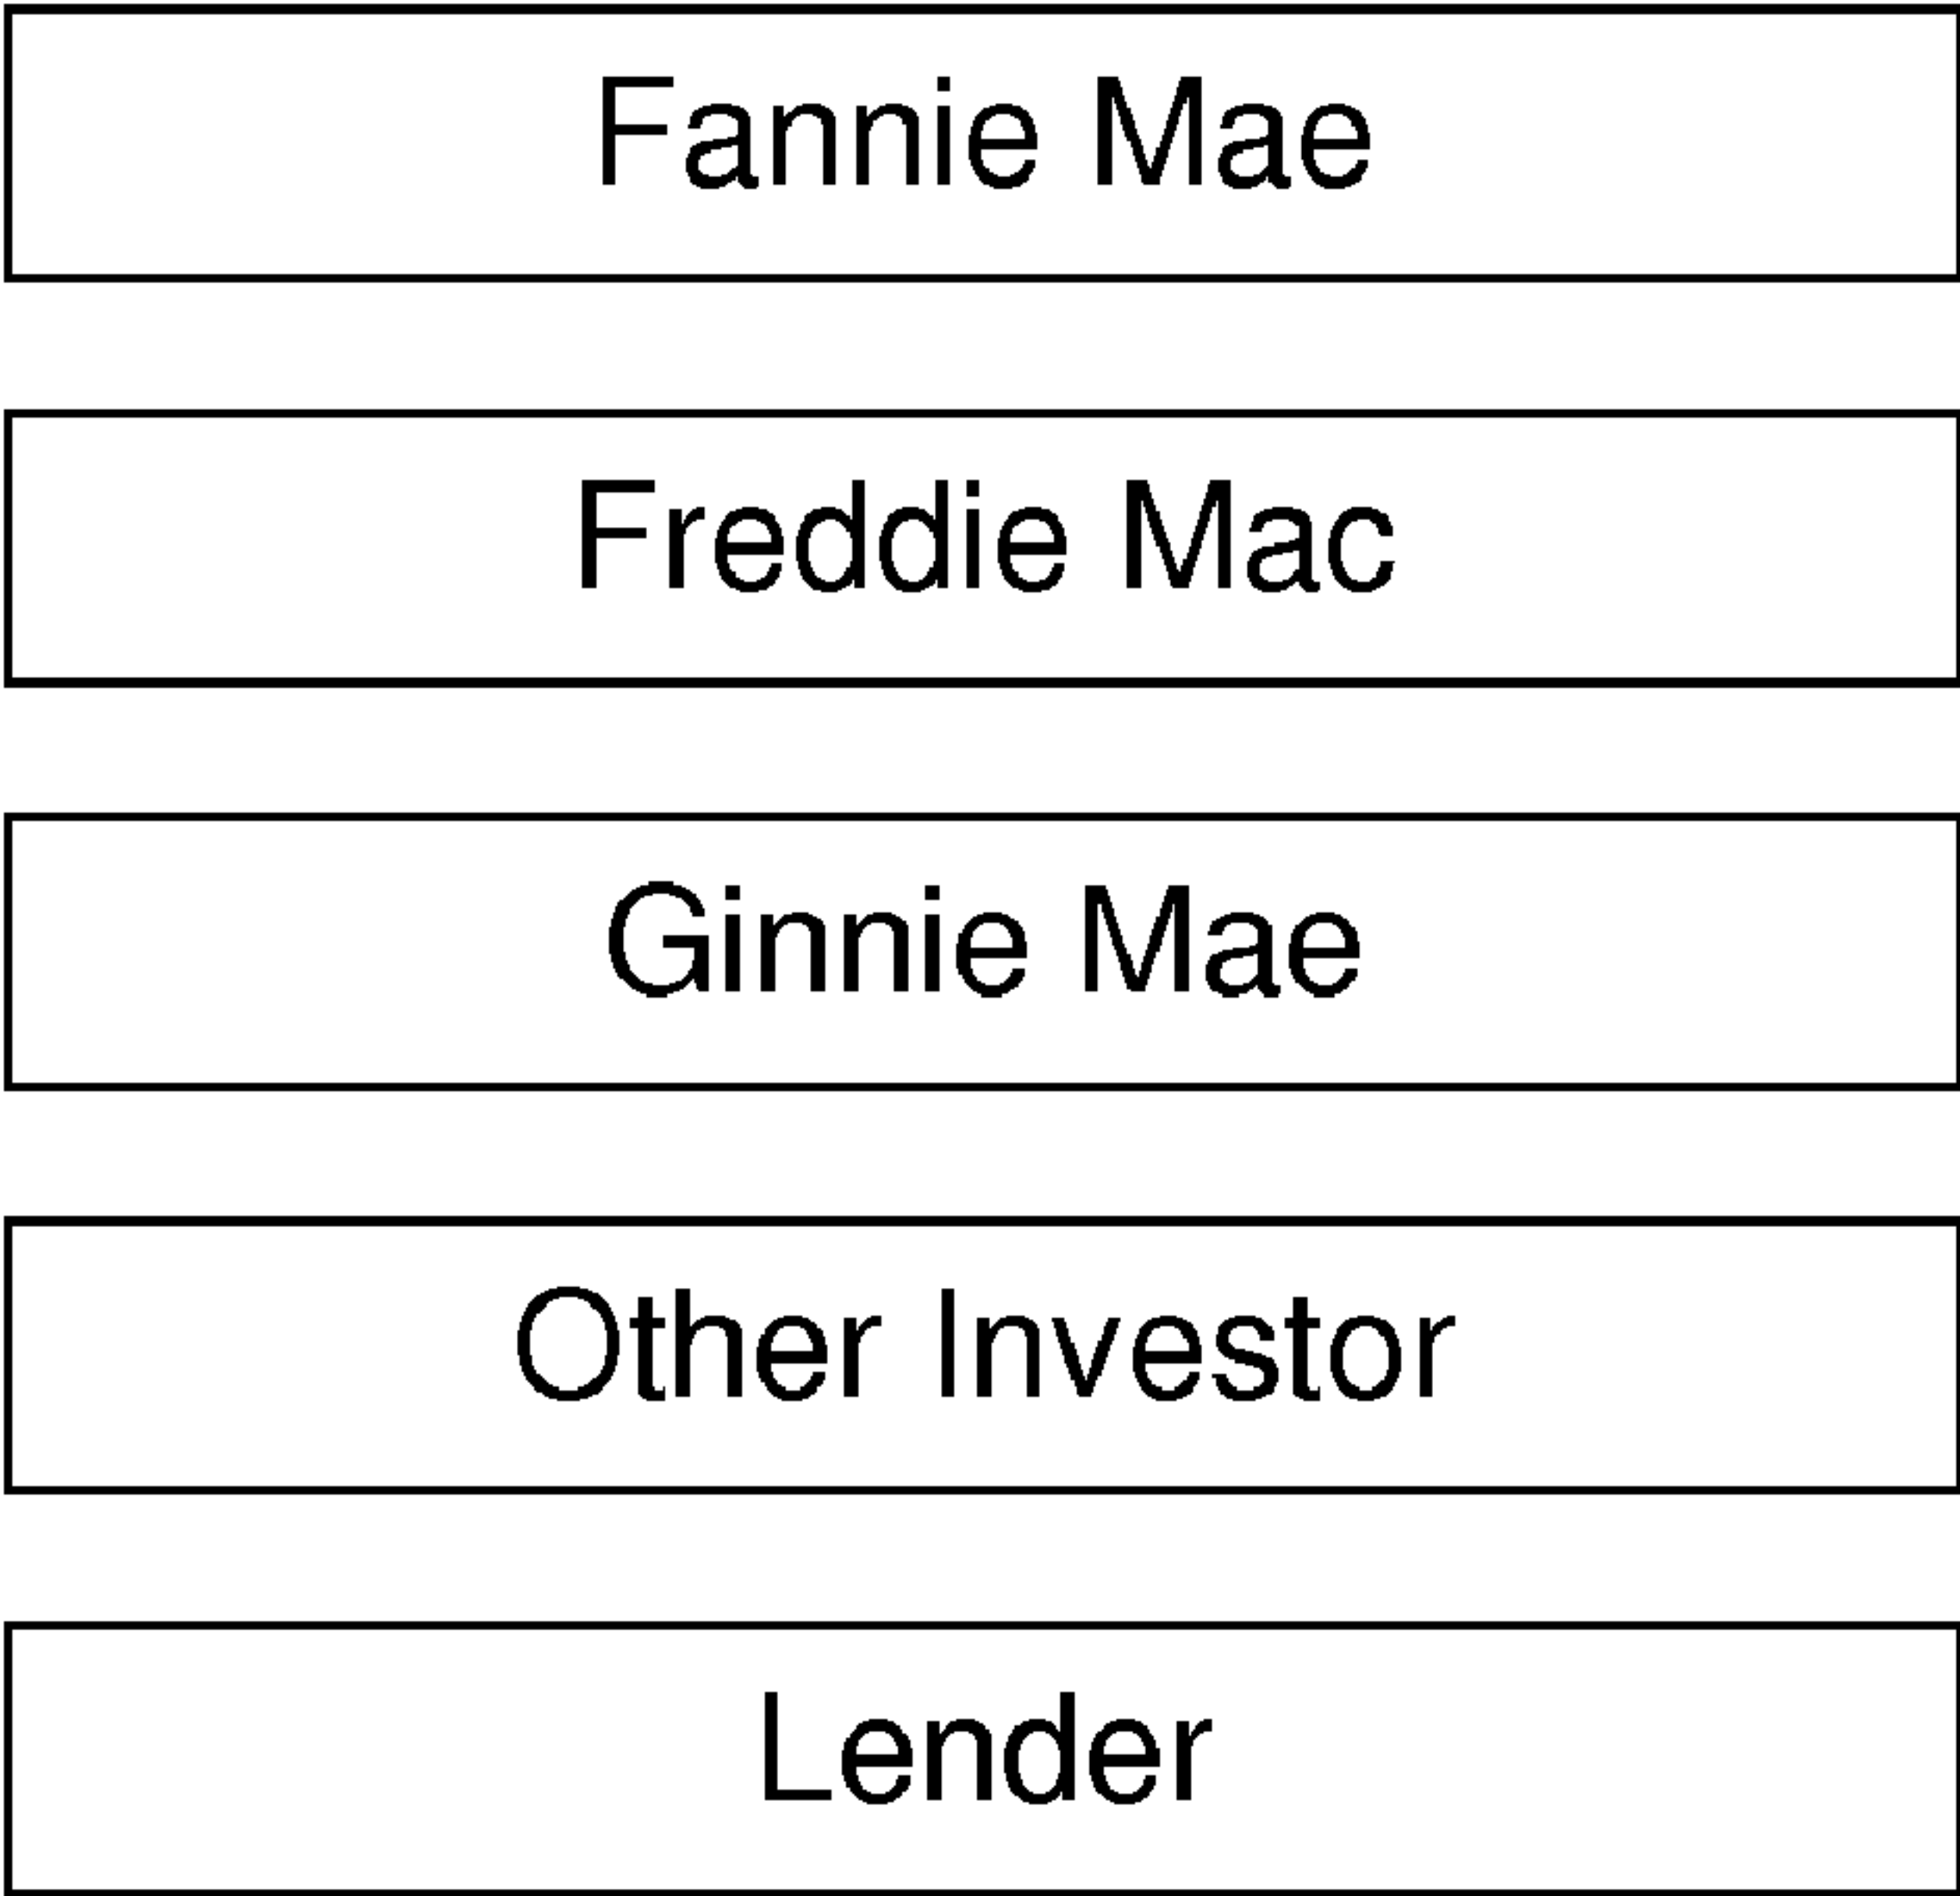 Fannie Mae
Freddie Mac
Ginnie Mae
Other Investor
Lender